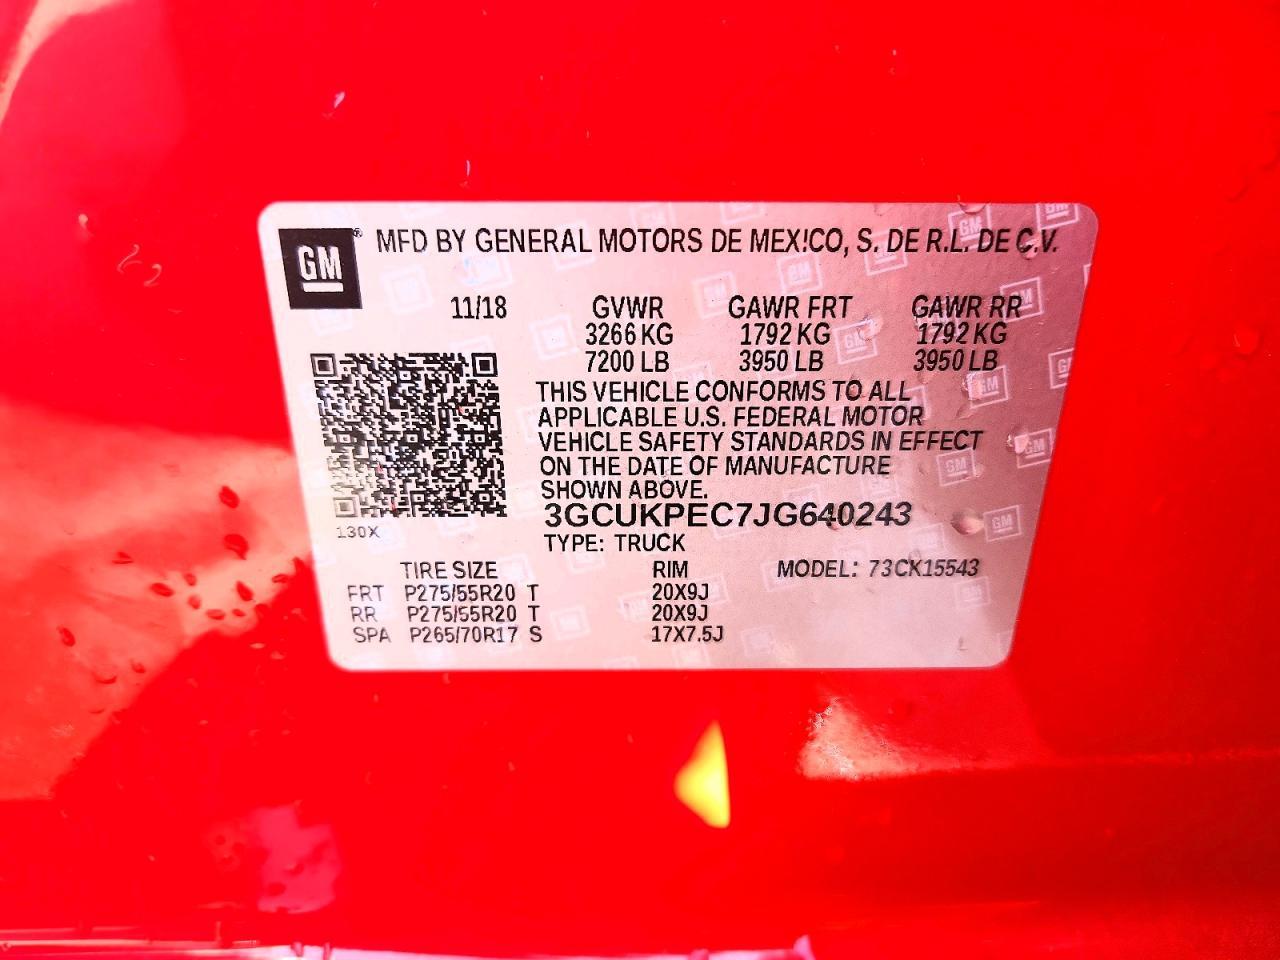 GM® MFD BY GENERAL MOTORS DE MEXICO, S. DE R.L. DE C.V.
11/18 GVWR GAWR FRT GAWR RR
3266 KG 1792 KG 1792 KG
7200 LB 3950 LB 3950 LB
THIS VEHICLE CONFORMS TO ALL
APPLICABLE U.S. FEDERAL MOTOR
VEHICLE SAFETY STANDARDS IN EFFECT
ON THE DATE OF MANUFACTURE
SHOWN ABOVE.
3GCUKPEC7JG640243
130X
TYPE: TRUCK
TIRE SIZE RIM MODEL: 73CK15543
FRT P275/55R20 T 20X9J
RR P275/55R20 T 20X9J
SPA P265/70R17 S 17X7.5J